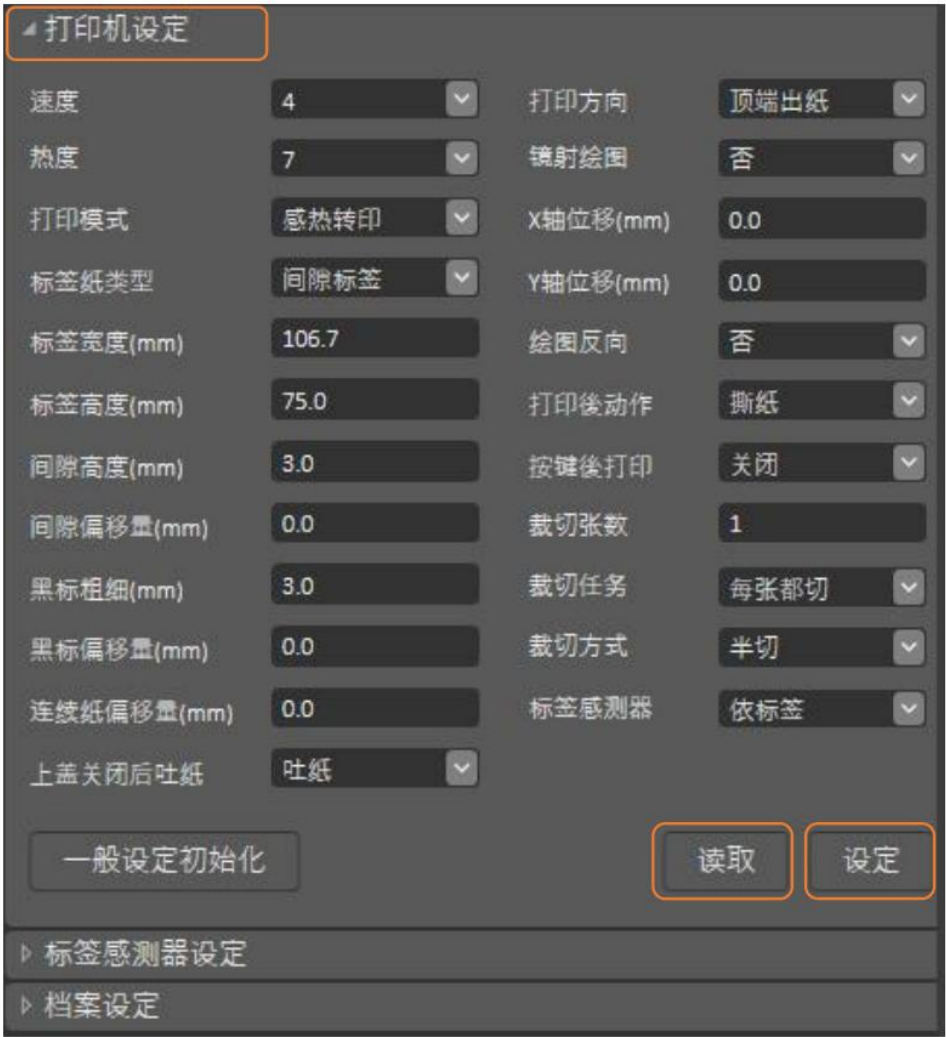 打印机设定
速度 4 打印方向 顶端出纸
热度 7 镜射绘图 否
打印模式 感热转印 X轴位移(mm) 0.0
标签纸类型 间隙标签 Y轴位移(mm) 0.0
标签宽度(mm) 106.7 绘图反向 否
标签高度(mm) 75.0 打印後动作 撕纸
间隙高度(mm) 3.0 按键後打印 关闭
间隙偏移量(mm) 0.0 裁切张数 1
黑标粗细(mm) 3.0 裁切任务 每张都切
黑标偏移量(mm) 0.0 裁切方式 半切
连续纸偏移量(mm) 0.0 标签感测器 依标签
上盖关闭后吐纸 吐纸
一般设定初始化 读取 设定
标签感测器设定
档案设定